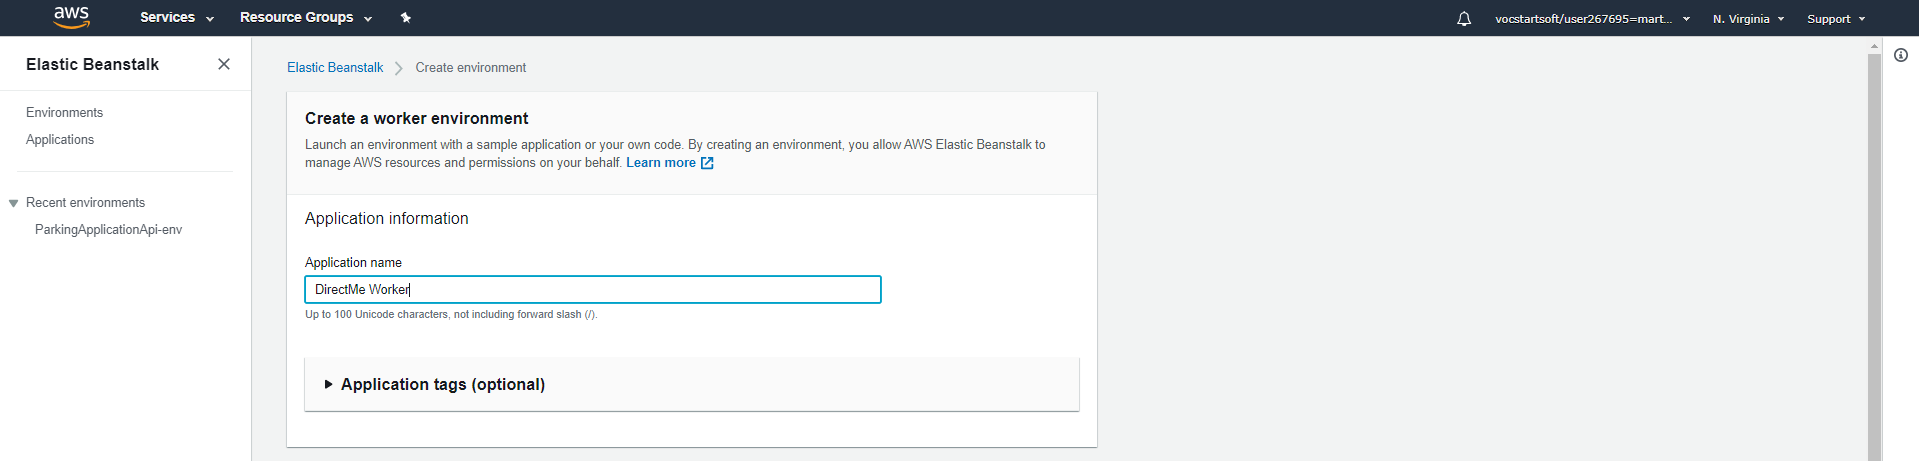 aws
Services
Resource Groups
vocstartsoft/user267695=mart...
N. Virginia
Support
Elastic Beanstalk
Environments
Applications
Recent environments
ParkingApplicationApi-env
Elastic Beanstalk
Create environment
Create a worker environment
Launch an environment with a sample application or your own code. By creating an environment, you allow AWS Elastic Beanstalk to
manage AWS resources and permissions on your behalf. Learn more
Application information
Application name
DirectMe Worker
Up to 100 Unicode characters, not including forward slash (/).
Application tags (optional)